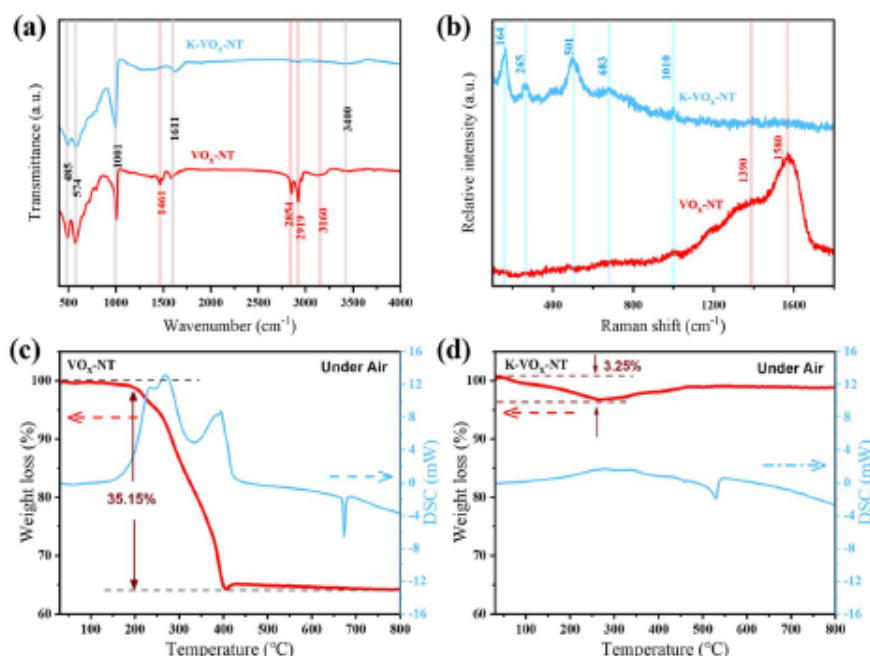 (a)
K-VOx-NT
VOx-NT
485
574
1001
1461
1611
2854
2919
3160
3400
Transmittance (a.u.)
500 1000 1500 2000 2500 3000 3500 4000
Wavenumber (cm⁻¹)
(b)
164
265
501
683
1010
K-VOx-NT
1390
1580
VOx-NT
Relative intensity (a.u.)
400 800 1200 1600
Raman shift (cm⁻¹)
(c)
VOx-NT
Under Air
35.15%
Weight loss (%)
100
90
80
70
60
DSC (mW)
16
12
8
4
0
-4
-8
-12
-16
100 200 300 400 500 600 700 800
Temperature (°C)
(d)
K-VOx-NT
3.25%
Under Air
Weight loss (%)
100
90
80
70
60
DSC (mW)
16
12
8
4
0
-4
-8
-12
-16
100 200 300 400 500 600 700 800
Temperature (°C)